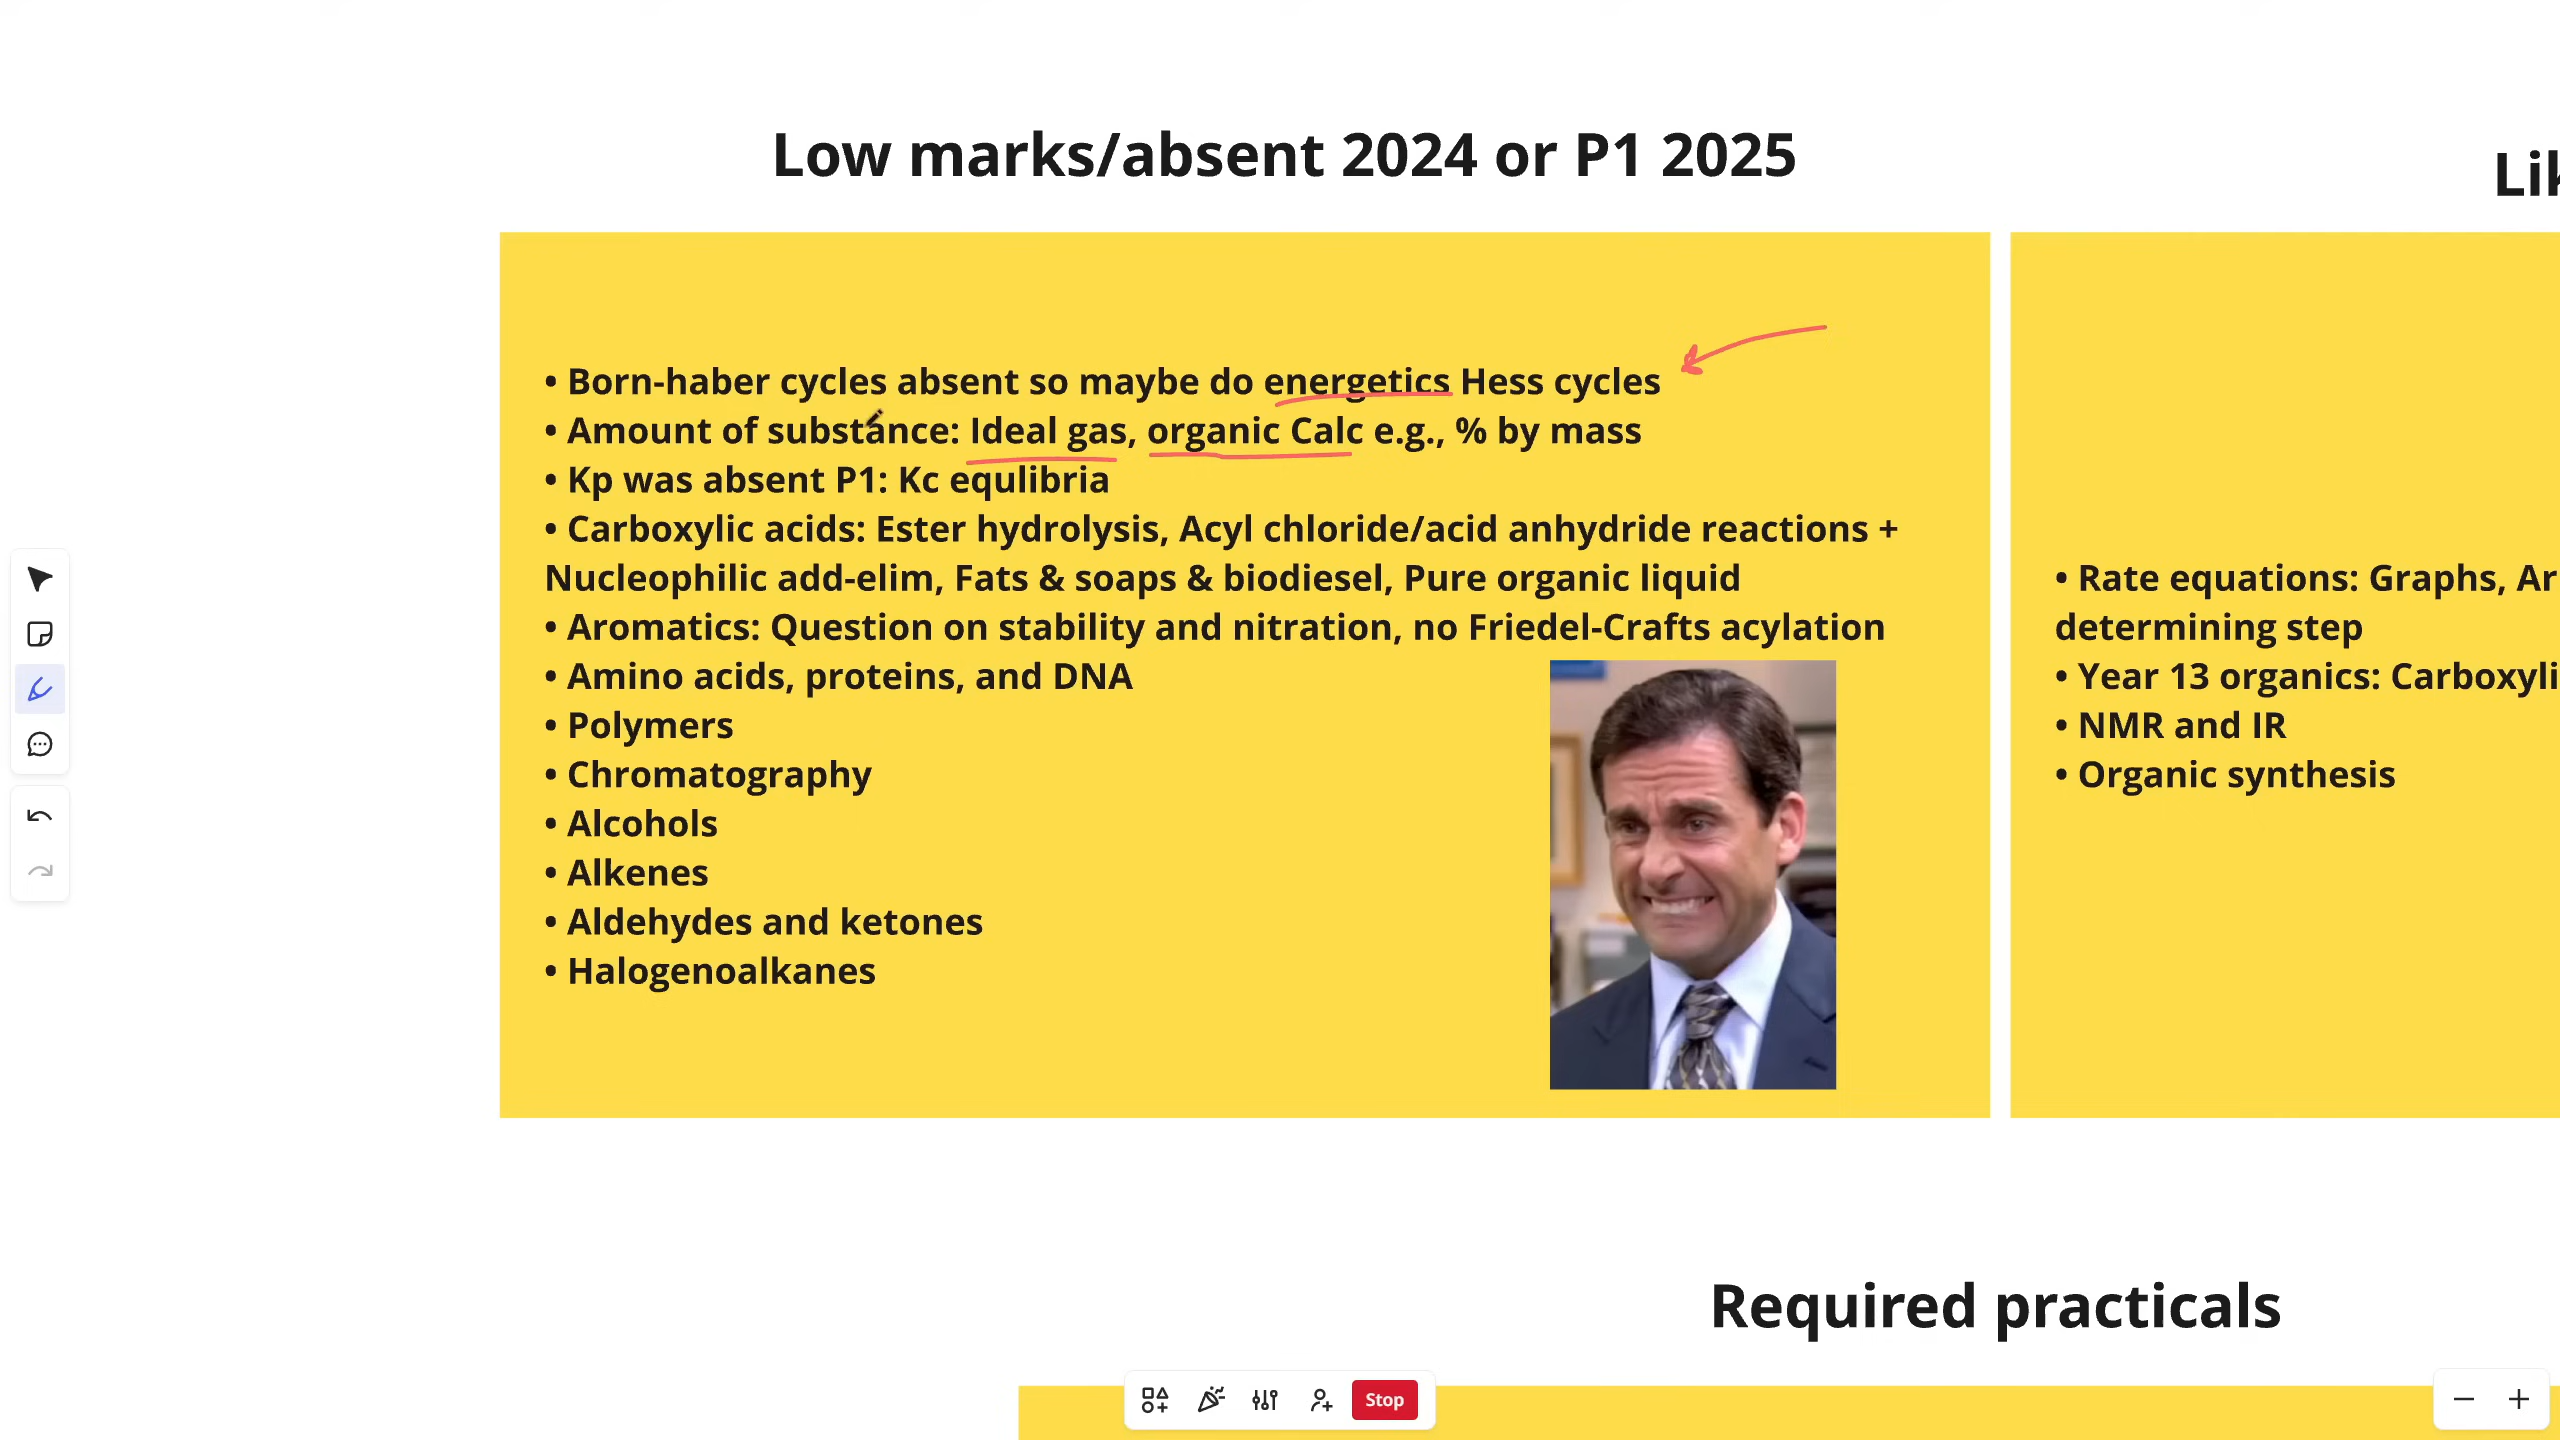 Low marks/absent 2024 or P1 2025
Lik
• Born-haber cycles absent so maybe do energetics Hess cycles
• Amount of substance: Ideal gas, organic Calc e.g., % by mass
• Kp was absent P1: Kc equlibria
• Carboxylic acids: Ester hydrolysis, Acyl chloride/acid anhydride reactions +
Nucleophilic add-elim, Fats & soaps & biodiesel, Pure organic liquid
• Aromatics: Question on stability and nitration, no Friedel-Crafts acylation
• Amino acids, proteins, and DNA
• Polymers
• Chromatography
• Alcohols
• Alkenes
• Aldehydes and ketones
• Halogenoalkanes
• Rate equations: Graphs, Ar
determining step
• Year 13 organics: Carboxyli
• NMR and IR
• Organic synthesis
Required practicals
Stop